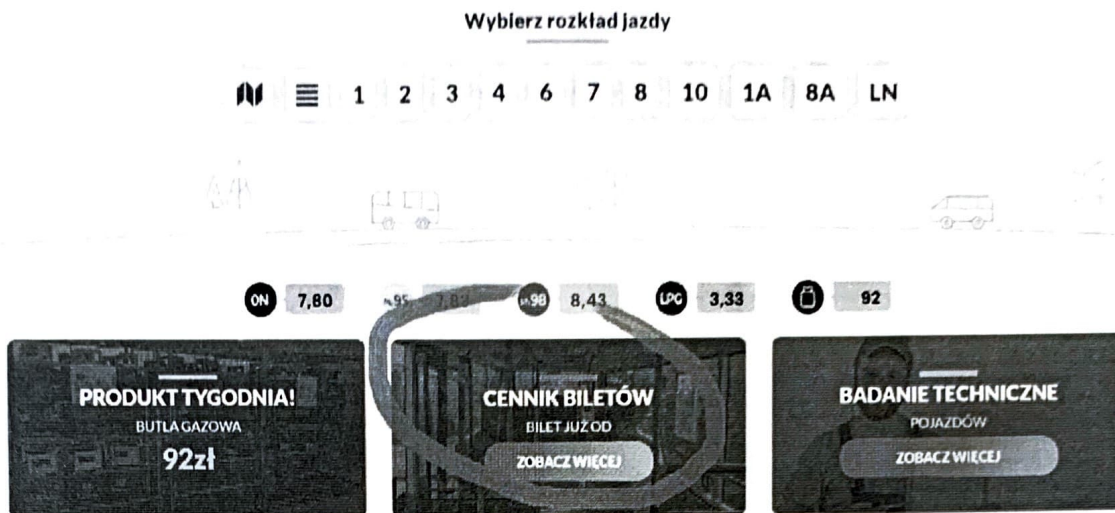 Wybierz rozkład jazdy
1 2 3 4 6 7 8 10 1A 8A LN
ON 7,80 95 98 8,43 LPG 3,33 92
PRODUKT TYGODNIA!
BUTLA GAZOWA
92zł
CENNIK BILETÓW
BILET JUŻ OD
ZOBACZ WIĘCEJ
BADANIE TECHNICZNE
POJAZDÓW
ZOBACZ WIĘCEJ